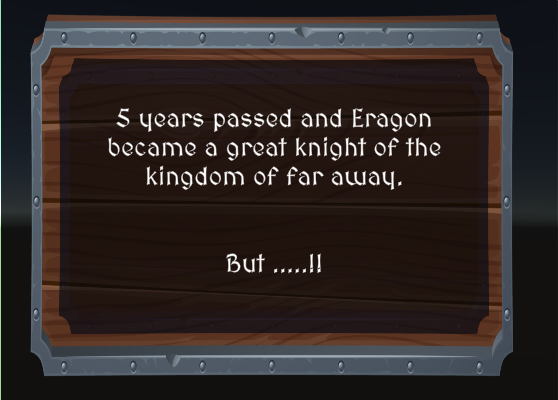 5 years passed and Eragon
became a great knight of the
kingdom of far away.
But .....!!